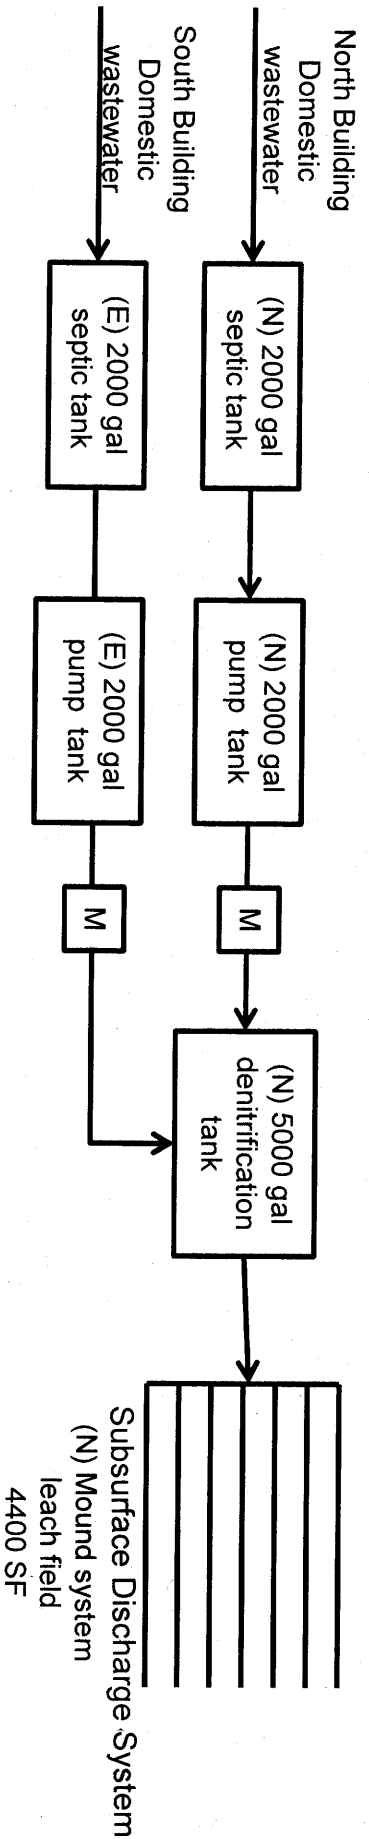 North Building
Domestic
wastewater
(N) 2000 gal
septic tank
(N) 2000 gal
pump tank
M
(N) 5000 gal
denitrification
tank
South Building
Domestic
wastewater
(E) 2000 gal
septic tank
(E) 2000 gal
pump tank
M
Subsurface Discharge System
(N) Mound system
leach field
4400 SF